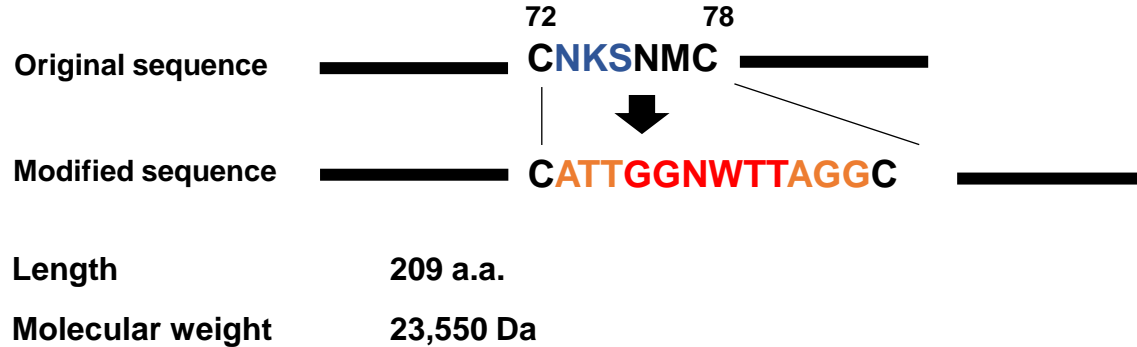 72 78
Original sequence CNKSNMC
Modified sequence CATTGGNWTTAGGC
Length 209 a.a.
Molecular weight 23,550 Da